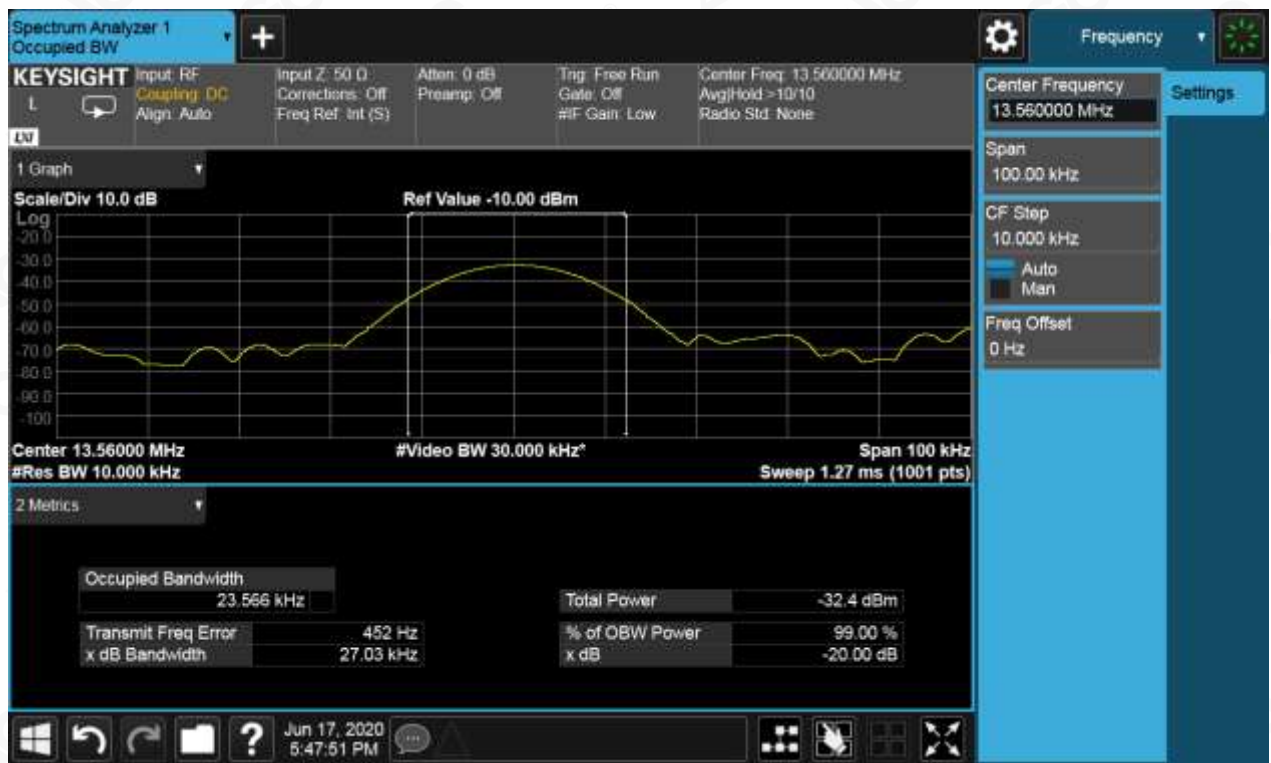 Spectrum Analyzer 1
Occupied BW
Frequency
KEYSIGHT
L
LXI
Input: RF
Coupling: DC
Align: Auto
Input Z: 50 Ω
Corrections: Off
Freq Ref: Int (S)
Atten: 0 dB
Preamp: Off
Trig: Free Run
Gate: Off
#IF Gain: Low
Center Freq: 13.560000 MHz
Avg|Hold:>10/10
Radio Std: None
Center Frequency
13.560000 MHz
Settings
Span
100.00 kHz
CF Step
10.000 kHz
Auto
Man
Freq Offset
0 Hz
1 Graph
Scale/Div 10.0 dB
Ref Value -10.00 dBm
Log
-20.0
-30.0
-40.0
-50.0
-60.0
-70.0
-80.0
-90.0
-100
Center 13.56000 MHz
#Video BW 30.000 kHz*
Span 100 kHz
#Res BW 10.000 kHz
Sweep 1.27 ms (1001 pts)
2 Metrics
Occupied Bandwidth
23.566 kHz
Total Power -32.4 dBm
Transmit Freq Error 452 Hz
% of OBW Power 99.00 %
x dB Bandwidth 27.03 kHz
x dB -20.00 dB
?
Jun 17, 2020
5:47:51 PM